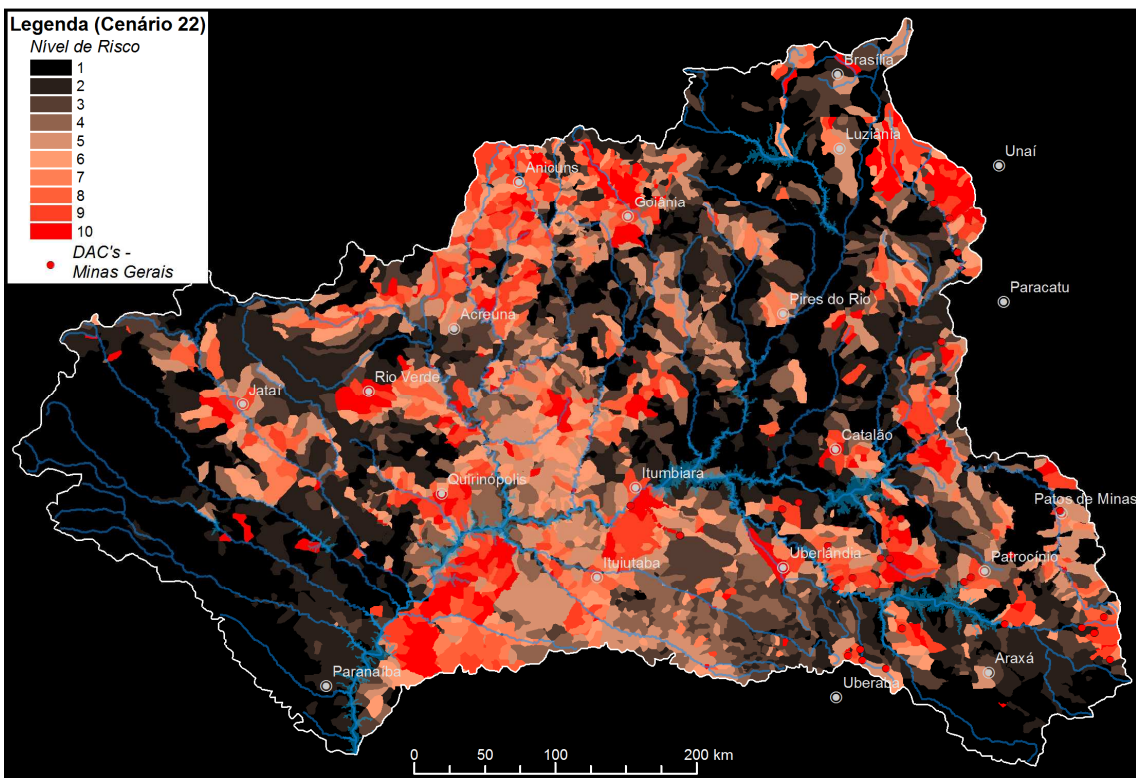 Legenda (Cenário 22)
Nível de Risco
1
2
3
4
5
6
7
8
9
10
DAC's -
Minas Gerais
Brasília
Luziânia
Unaí
Anicuns
Goiânia
Paracatu
Pires do Rio
Acreúna
Rio Verde
Jataí
Catalão
Itumbiara
Quirinópolis
Patos de Minas
Uberlândia
Patrocínio
Ituiutaba
Araxá
Paranaíba
Uberaba
0 50 100 200 km